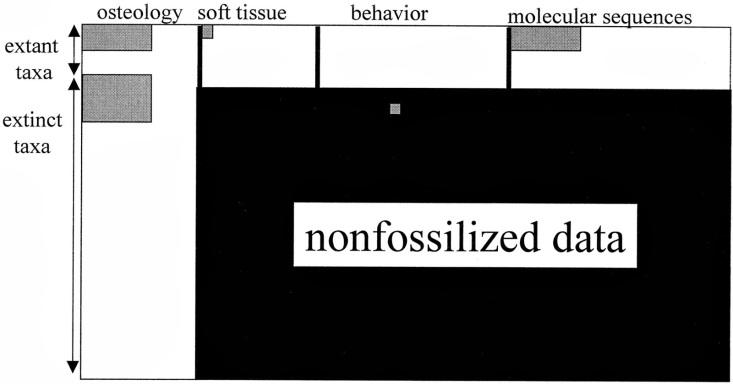 osteology soft tissue behavior molecular sequences
extant
taxa
extinct
taxa
nonfossilized data